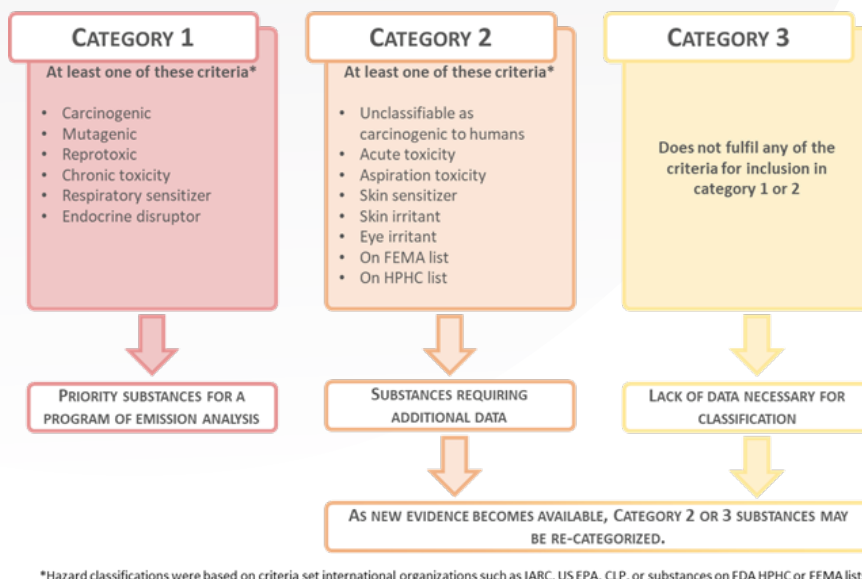 CATEGORY 1
At least one of these criteria*
• Carcinogenic
• Mutagenic
• Reprotoxic
• Chronic toxicity
• Respiratory sensitizer
• Endocrine disruptor
PRIORITY SUBSTANCES FOR A
PROGRAM OF EMISSION ANALYSIS
CATEGORY 2
At least one of these criteria*
• Unclassifiable as
carcinogenic to humans
• Acute toxicity
• Aspiration toxicity
• Skin sensitizer
• Skin irritant
• Eye irritant
• On FEMA list
• On HPHC list
SUBSTANCES REQUIRING
ADDITIONAL DATA
CATEGORY 3
Does not fulfil any of the
criteria for inclusion in
category 1 or 2
LACK OF DATA NECESSARY FOR
CLASSIFICATION
AS NEW EVIDENCE BECOMES AVAILABLE, CATEGORY 2 OR 3 SUBSTANCES MAY
BE RE-CATEGORIZED.
*Hazard classifications were based on criteria set international organizations such as IARC, US EPA, CLP, or substances on FDA HPHC or FEMA list